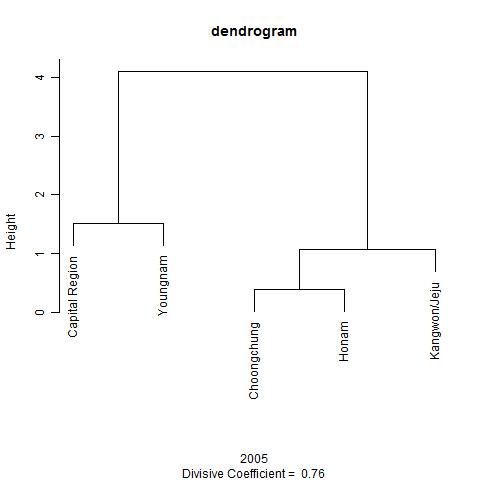 dendrogram
Height
4
3
2
1
0
Capital Region
Youngnam
Choongchung
Honam
Kangwon/Jeju
2005
Divisive Coefficient = 0.76